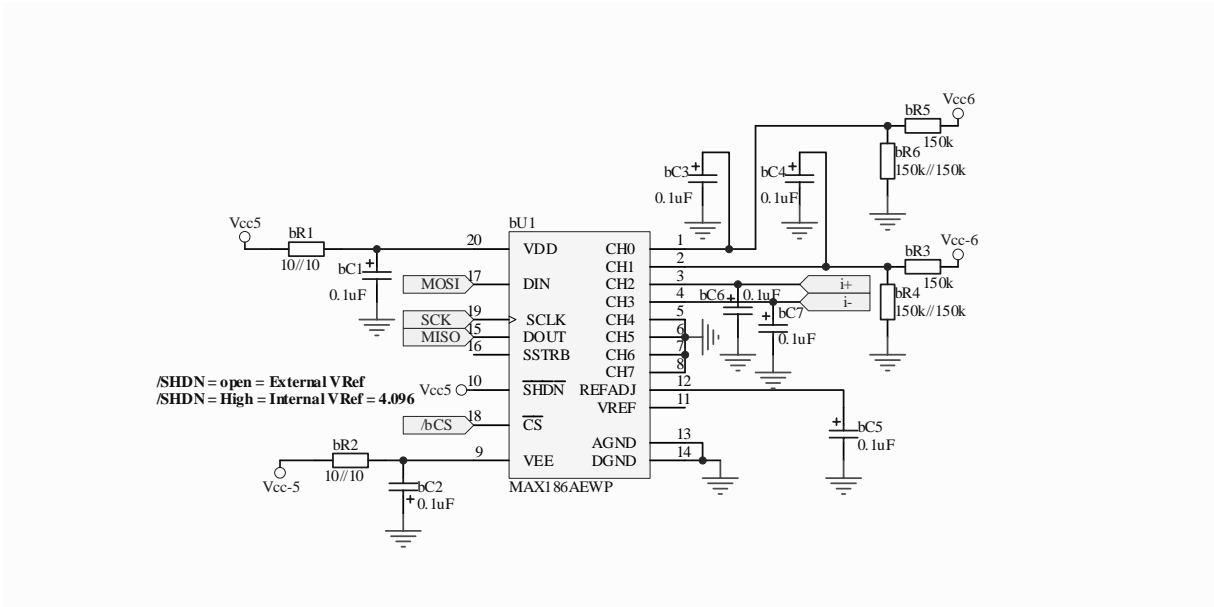 Vcc6
bR5
150k
bR6
150k//150k
bC3
0.1uF
bC4
0.1uF
Vcc5
bR1
10//10
bC1
0.1uF
bU1
20 VDD CH0 1
CH1 2
MOSI 17 DIN CH2 3
CH3 4
SCK 19 SCLK CH4 5
MISO 15 DOUT CH5 6
16 SSTRB CH6 7
CH7 8
Vcc5 10 SHDN REFADJ 12
VREF 11
/bCS 18 CS
AGND 13
9 VEE DGND 14
MAX186AEWP
Vcc-6
bR3
150k
bR4
150k//150k
i+
i-
bC6
0.1uF
bC7
0.1uF
/SHDN = open = External VRef
/SHDN = High = Internal VRef = 4.096
bC5
0.1uF
bR2
10//10
Vcc-5
bC2
0.1uF